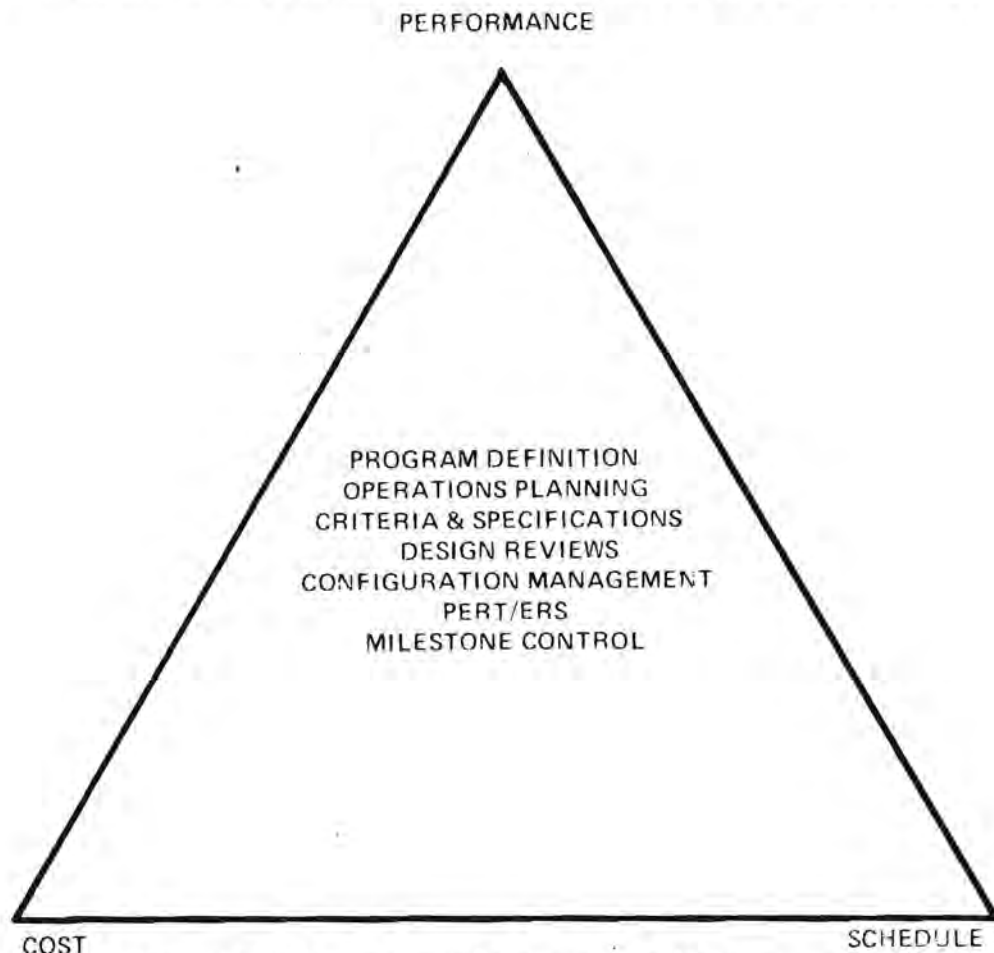 PERFORMANCE
PROGRAM DEFINITION
OPERATIONS PLANNING
CRITERIA & SPECIFICATIONS
DESIGN REVIEWS
CONFIGURATION MANAGEMENT
PERT/ERS
MILESTONE CONTROL
COST
SCHEDULE